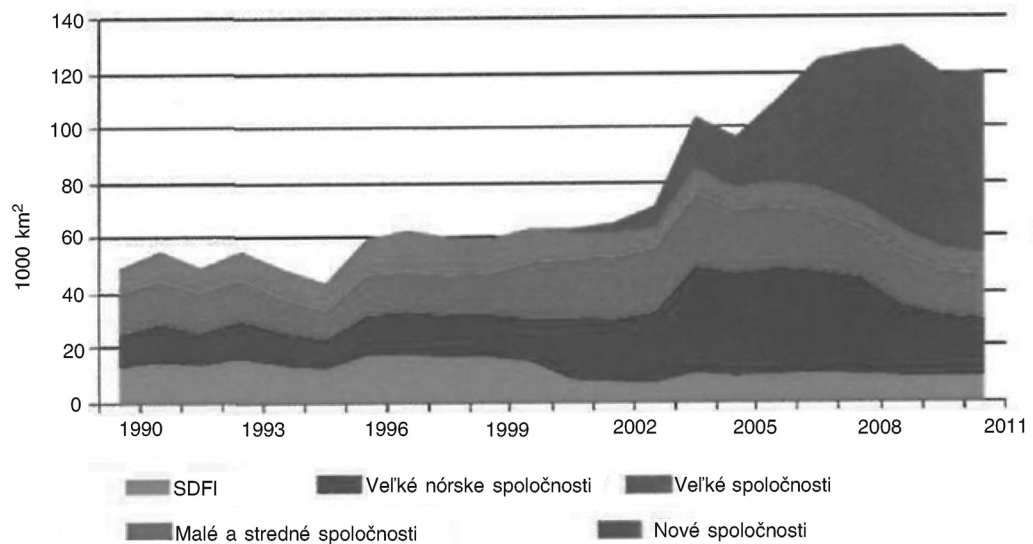 140
120
100
80
60
40
20
0
1000 km²
1990 1993 1996 1999 2002 2005 2008 2011
SDFI Veľké nórske spoločnosti Veľké spoločnosti
Malé a stredné spoločnosti Nové spoločnosti